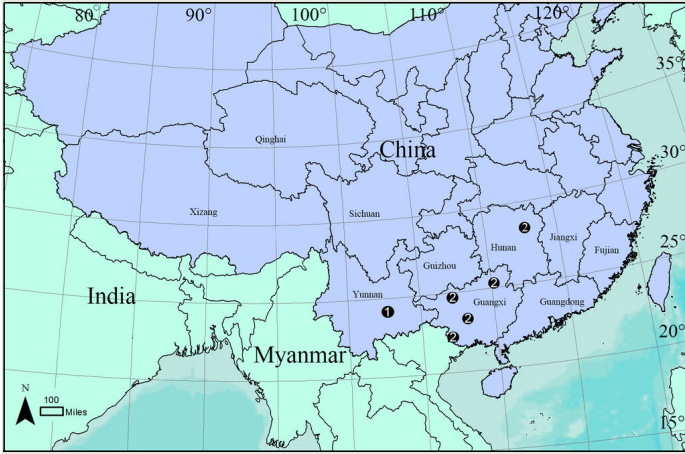 80°
90°
100°
110°
120°
35°
China
Qinghai
30°
Xizang
Sichuan
Hunan
2
Jiangxi
Fujian
25°
Guizhou
India
Yunnan
1
2
2
Guangxi
2
2
Guangdong
20°
Myanmar
N
100
Miles
15°